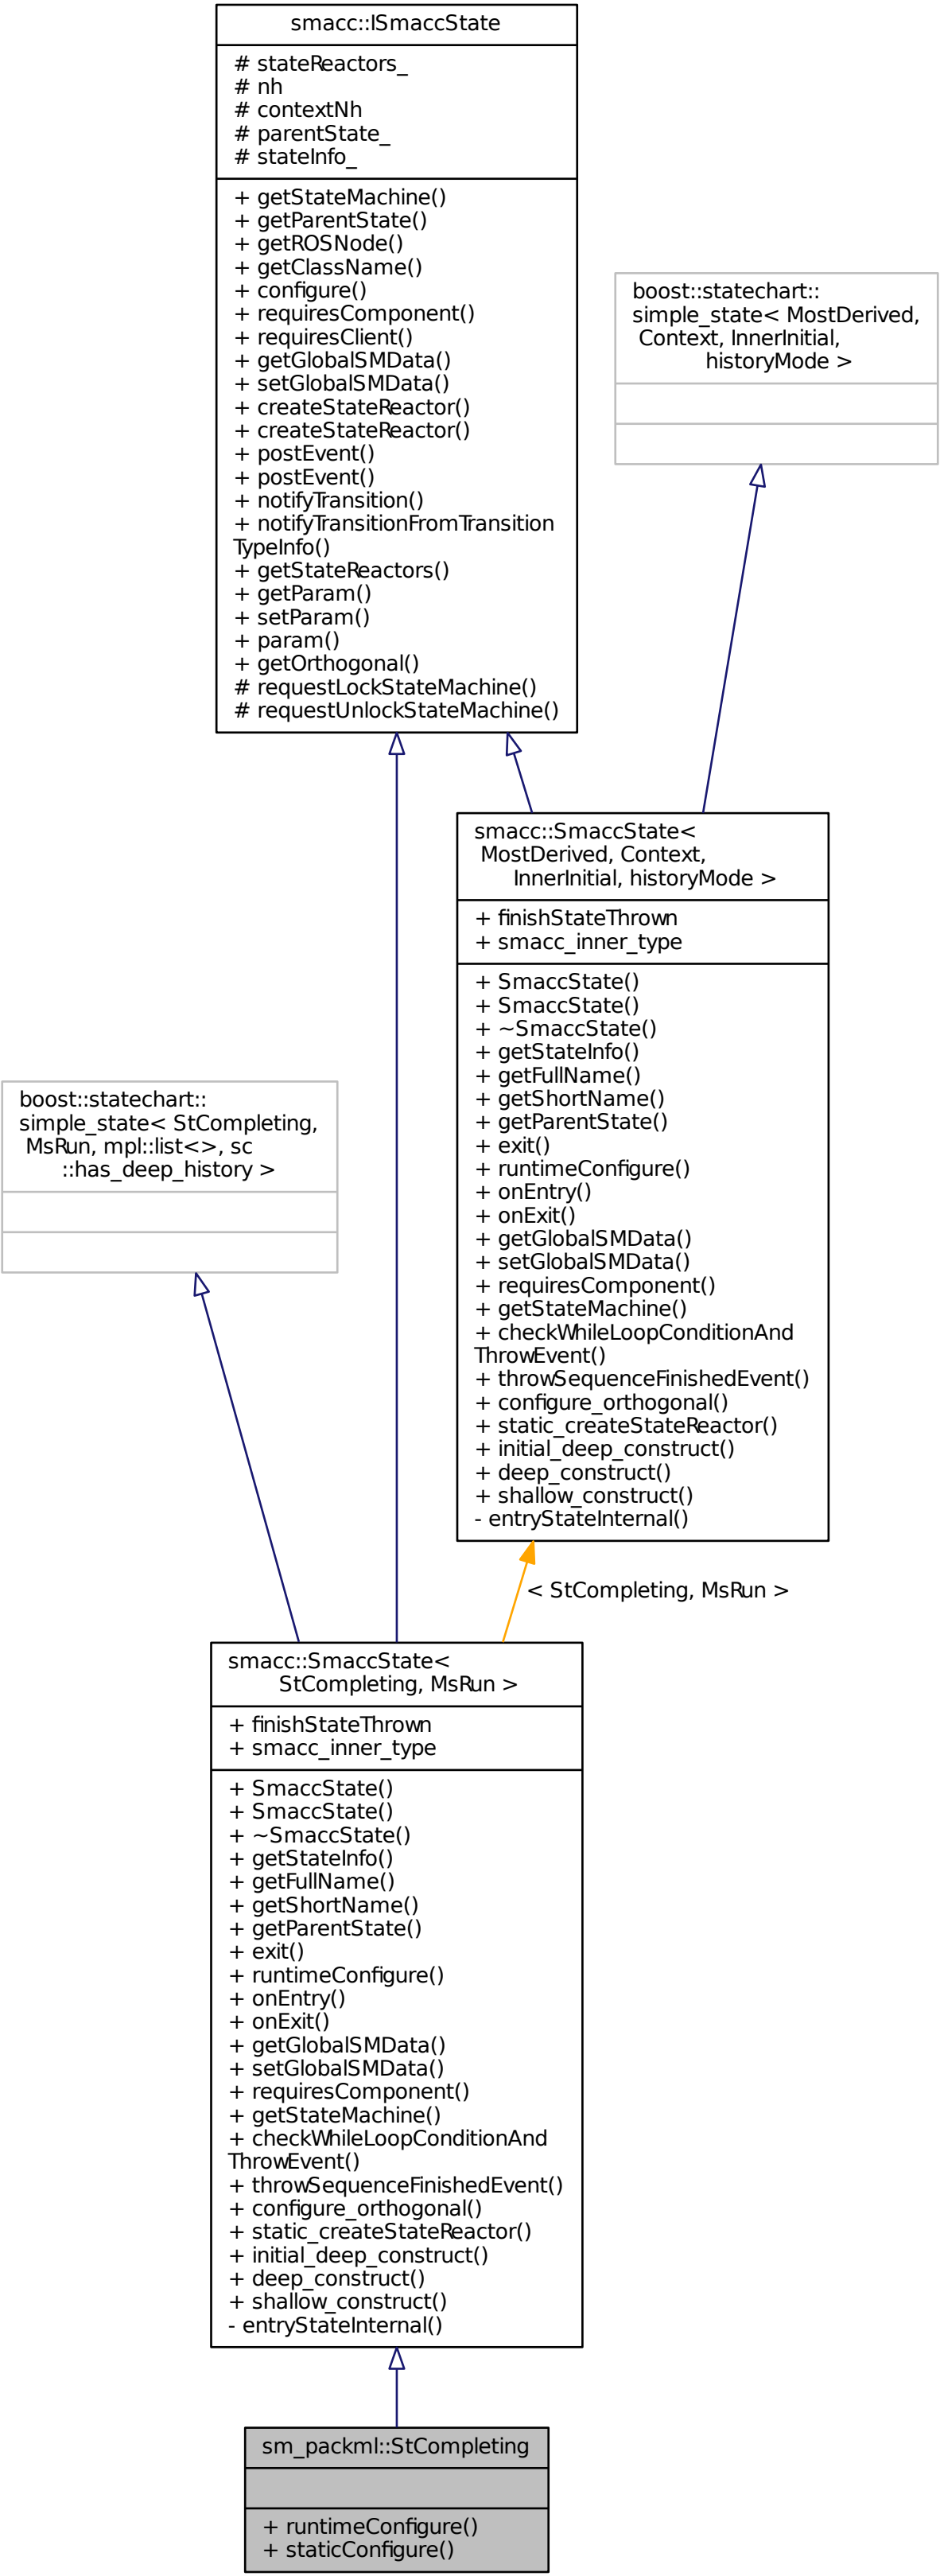 smacc::ISmaccState
# stateReactors_
# nh
# contextNh
# parentState_
# stateInfo_
+ getStateMachine()
+ getParentState()
+ getROSNode()
+ getClassName()
+ configure()
+ requiresComponent()
+ requiresClient()
+ getGlobalSMData()
+ setGlobalSMData()
+ createStateReactor()
+ createStateReactor()
+ postEvent()
+ postEvent()
+ notifyTransition()
+ notifyTransitionFromTransition
TypeInfo()
+ getStateReactors()
+ getParam()
+ setParam()
+ param()
+ getOrthogonal()
# requestLockStateMachine()
# requestUnlockStateMachine()
boost::statechart::
simple_state< MostDerived,
Context, InnerInitial,
historyMode >
smacc::SmaccState<
MostDerived, Context,
InnerInitial, historyMode >
+ finishStateThrown
+ smacc_inner_type
+ SmaccState()
+ SmaccState()
+ ~SmaccState()
+ getStateInfo()
+ getFullName()
+ getShortName()
+ getParentState()
+ exit()
+ runtimeConfigure()
+ onEntry()
+ onExit()
+ getGlobalSMData()
+ setGlobalSMData()
+ requiresComponent()
+ getStateMachine()
+ checkWhileLoopConditionAnd
ThrowEvent()
+ throwSequenceFinishedEvent()
+ configure_orthogonal()
+ static_createStateReactor()
+ initial_deep_construct()
+ deep_construct()
+ shallow_construct()
- entryStateInternal()
boost::statechart::
simple_state< StCompleting,
MsRun, mpl::list<>, sc
::has_deep_history >
< StCompleting, MsRun >
smacc::SmaccState<
StCompleting, MsRun >
+ finishStateThrown
+ smacc_inner_type
+ SmaccState()
+ SmaccState()
+ ~SmaccState()
+ getStateInfo()
+ getFullName()
+ getShortName()
+ getParentState()
+ exit()
+ runtimeConfigure()
+ onEntry()
+ onExit()
+ getGlobalSMData()
+ setGlobalSMData()
+ requiresComponent()
+ getStateMachine()
+ checkWhileLoopConditionAnd
ThrowEvent()
+ throwSequenceFinishedEvent()
+ configure_orthogonal()
+ static_createStateReactor()
+ initial_deep_construct()
+ deep_construct()
+ shallow_construct()
- entryStateInternal()
sm_packml::StCompleting
+ runtimeConfigure()
+ staticConfigure()